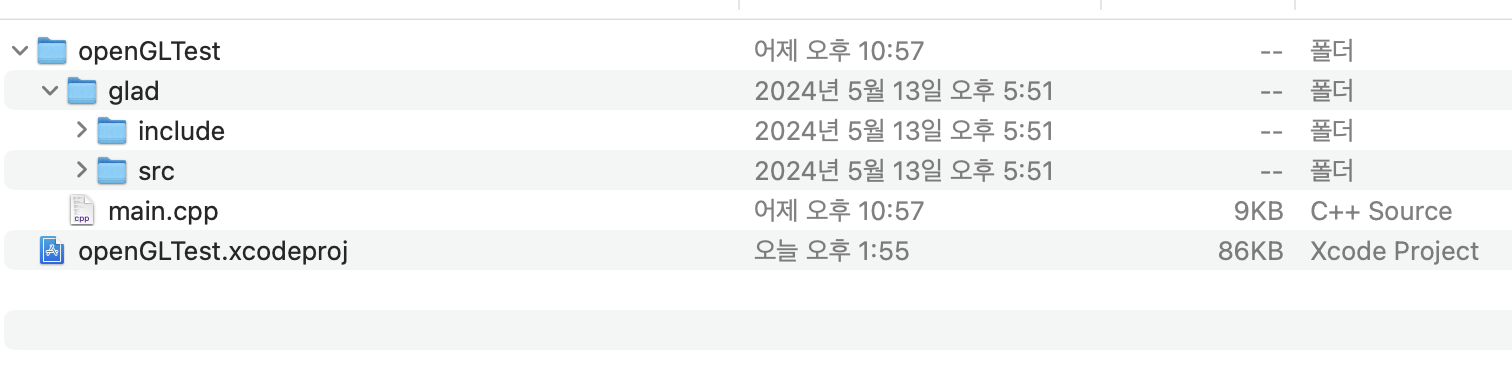 openGLTest 어제 오후 10:57 -- 폴더
glad 2024년 5월 13일 오후 5:51 -- 폴더
include 2024년 5월 13일 오후 5:51 -- 폴더
src 2024년 5월 13일 오후 5:51 -- 폴더
cpp main.cpp 어제 오후 10:57 9KB C++ Source
openGLTest.xcodeproj 오늘 오후 1:55 86KB Xcode Project